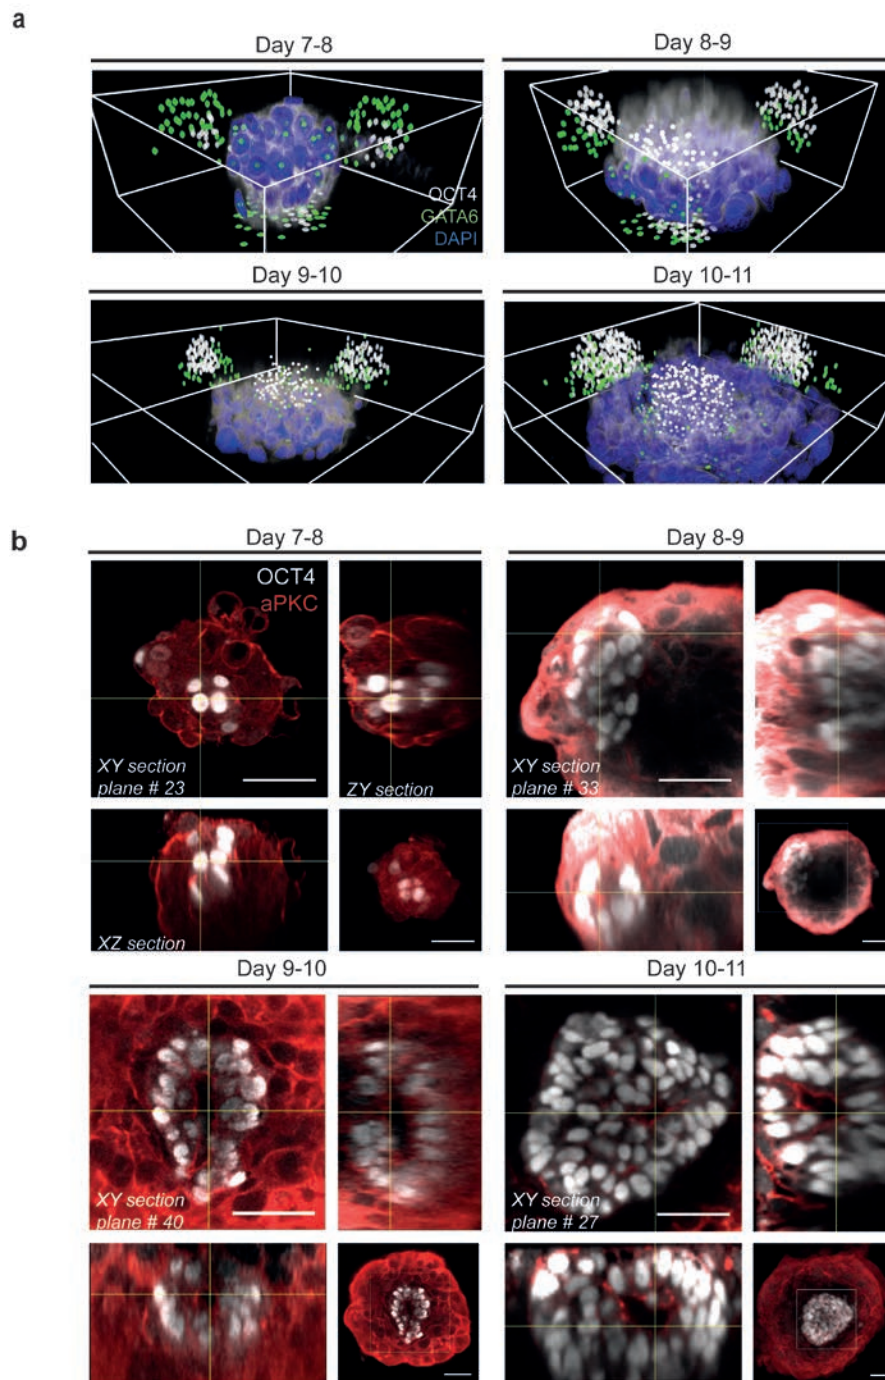 a
Day 7-8
Day 8-9
OCT4
GATA6
DAPI
Day 9-10
Day 10-11
b
Day 7-8
Day 8-9
OCT4
aPKC
XY section
plane # 23
ZY section
XY section
plane # 33
XZ section
Day 9-10
Day 10-11
XY section
plane # 40
XY section
plane # 27